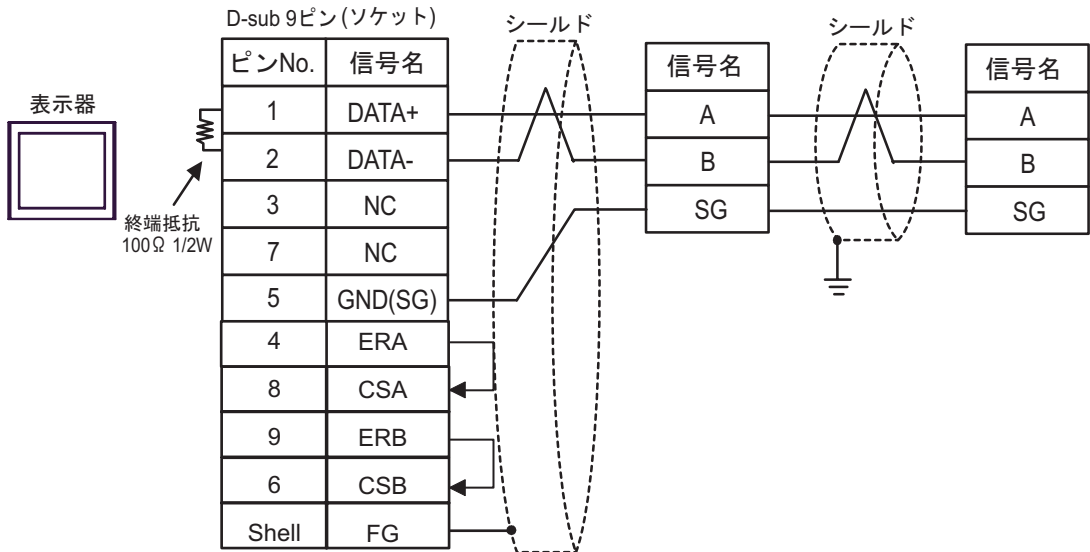 D-sub 9ピン(ソケット)
シールド
シールド
表示器
終端抵抗
100Ω 1/2W
ピンNo. 信号名
1 DATA+
2 DATA-
3 NC
7 NC
5 GND(SG)
4 ERA
8 CSA
9 ERB
6 CSB
Shell FG
信号名
A
B
SG
信号名
A
B
SG